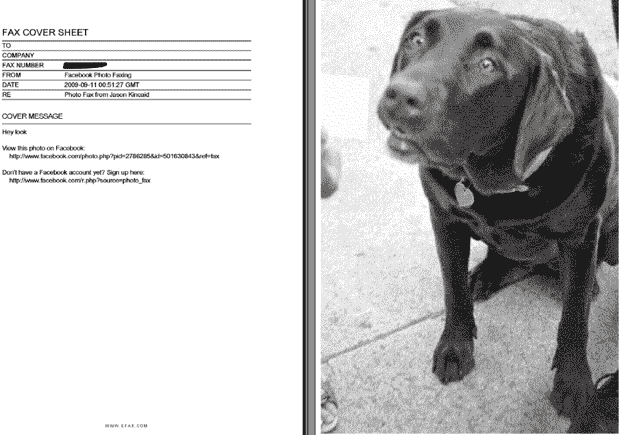 FAX COVER SHEET
TO
COMPANY
FAX NUMBER
FROM Facebook Photo Faxing
DATE 2009-09-11 00:51:27 GMT
RE Photo Fax from Jason Kincaid
COVER MESSAGE
Hey look
View this photo on Facebook:
http://www.facebook.com/photo.php?pid=2786285&id=501630843&ref=fax
Don't have a Facebook account yet? Sign up here:
http://www.facebook.com/r.php?source=photo_fax
WWW.EFAX.COM